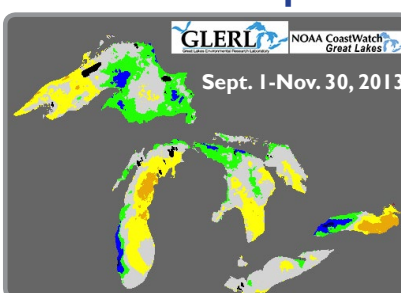 GLERL
Great Lakes Environmental Research Laboratory
NOAA CoastWatch
Great Lakes
Sept. 1-Nov. 30, 2013